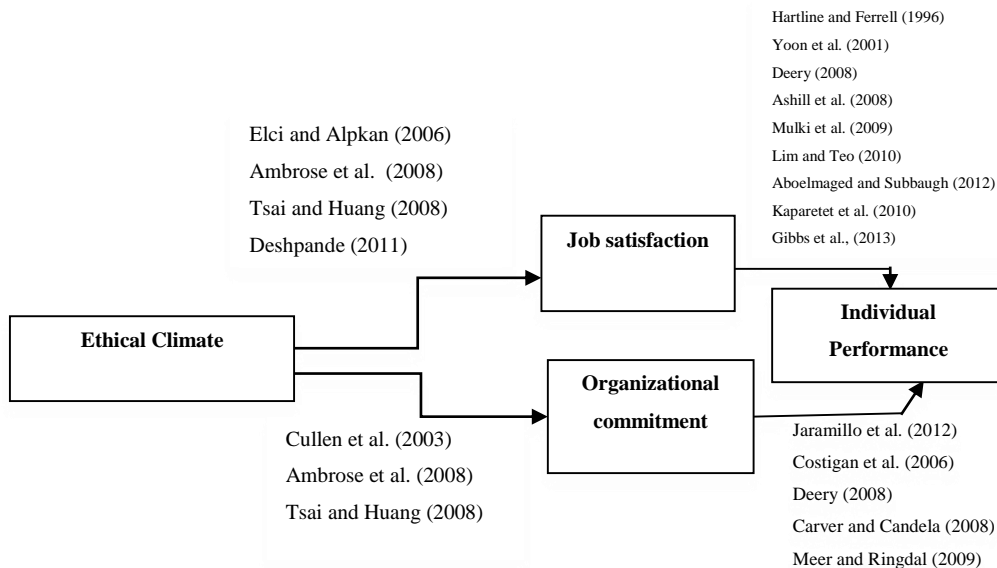 Hartline and Ferrell (1996)
Yoon et al. (2001)
Deery (2008)
Ashill et al. (2008)
Mulki et al. (2009)
Lim and Teo (2010)
Aboelmaged and Subbaugh (2012)
Kaparetet et al. (2010)
Gibbs et al., (2013)
Elci and Alpkan (2006)
Ambrose et al. (2008)
Tsai and Huang (2008)
Deshpande (2011)
Job satisfaction
Individual
Performance
Ethical Climate
Organizational
commitment
Cullen et al. (2003)
Ambrose et al. (2008)
Tsai and Huang (2008)
Jaramillo et al. (2012)
Costigan et al. (2006)
Deery (2008)
Carver and Candela (2008)
Meer and Ringdal (2009)